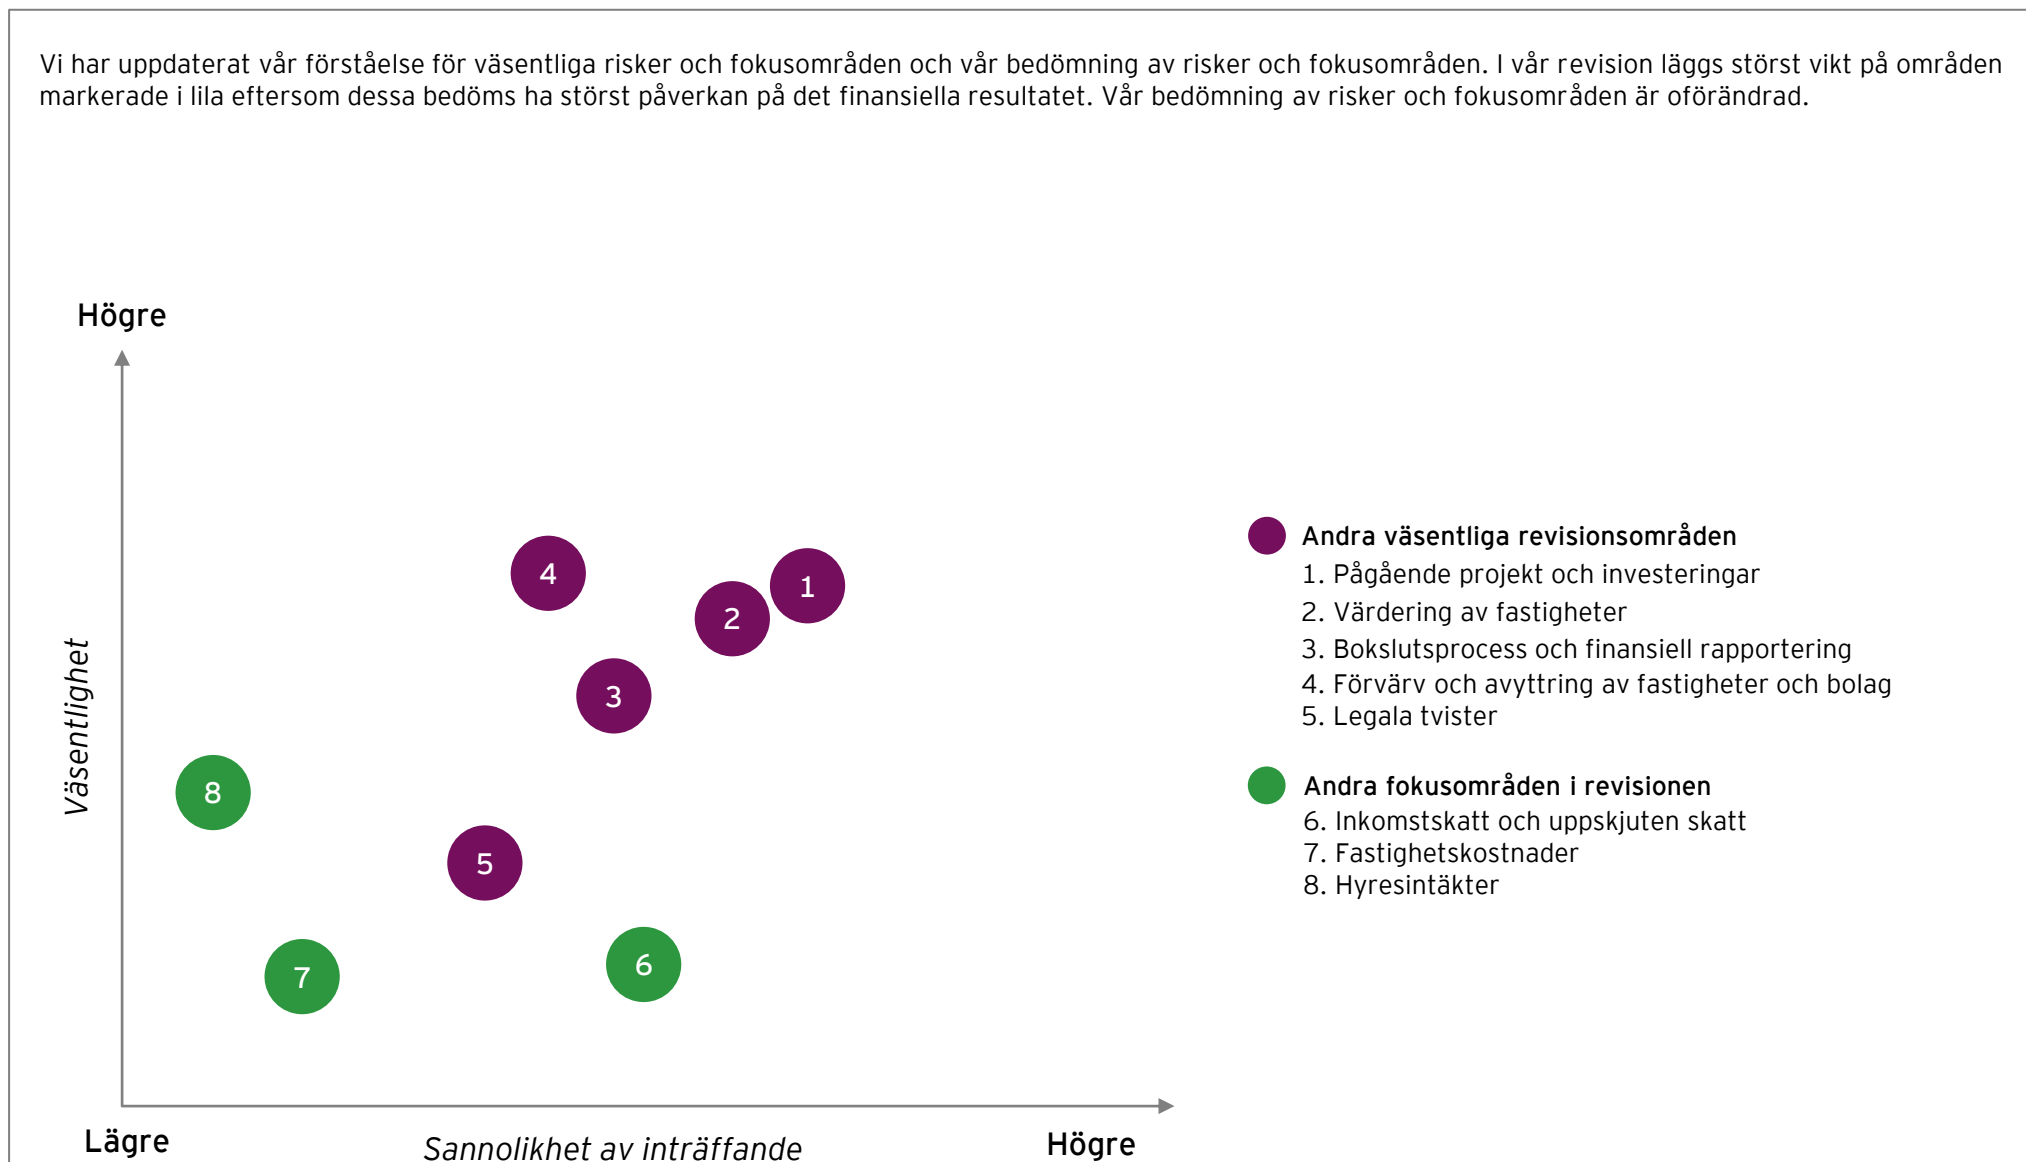 Vi har uppdaterat vår förståelse för väsentliga risker och fokusområden och vår bedömning av risker och fokusområden. I vår revision läggs störst vikt på områden
markerade i lila eftersom dessa bedöms ha störst påverkan på det finansiella resultatet. Vår bedömning av risker och fokusområden är oförändrad.
Högre
Väsentlighet
4
1
2
3
8
5
7
6
Lägre
Sannolikhet av inträffande
Högre
Andra väsentliga revisionsområden
1. Pågående projekt och investeringar
2. Värdering av fastigheter
3. Bokslutsprocess och finansiell rapportering
4. Förvärv och avyttring av fastigheter och bolag
5. Legala tvister
Andra fokusområden i revisionen
6. Inkomstskatt och uppskjuten skatt
7. Fastighetskostnader
8. Hyresintäkter